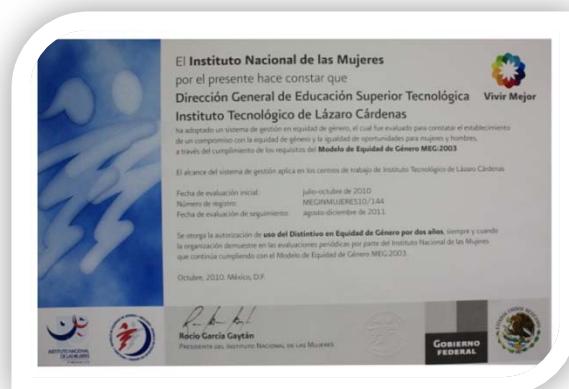 El Instituto Nacional de las Mujeres
por el presente hace constar que
Dirección General de Educación Superior Tecnológica
Vivir Mejor
Instituto Tecnológico de Lázaro Cárdenas
ha adoptado un sistema de gestión en equidad de género, el cual fue evaluado para constatar el establecimiento
de un compromiso con la equidad de género y la igualdad de oportunidades para mujeres y hombres,
a través del cumplimiento de los requisitos del Modelo de Equidad de Género MEG:2003
El alcance del sistema de gestión aplica en los centros de trabajo de Instituto Tecnológico de Lázaro Cárdenas
Fecha de evaluación inicial: julio-octubre de 2010
Número de registro: MEGINMUJERES10/144
Fecha de evaluación de seguimiento: agosto-diciembre de 2011
Se otorga la autorización de uso del Distintivo en Equidad de Género por dos años, siempre y cuando
la organización demuestre en las evaluaciones periódicas por parte del Instituto Nacional de las Mujeres
que continúa cumpliendo con el Modelo de Equidad de Género MEG:2003.
Octubre, 2010. México, D.F.
Rocío García Gaytán
Presidenta del Instituto Nacional de las Mujeres
INSTITUTO NACIONAL
DE LAS MUJERES
GOBIERNO
FEDERAL